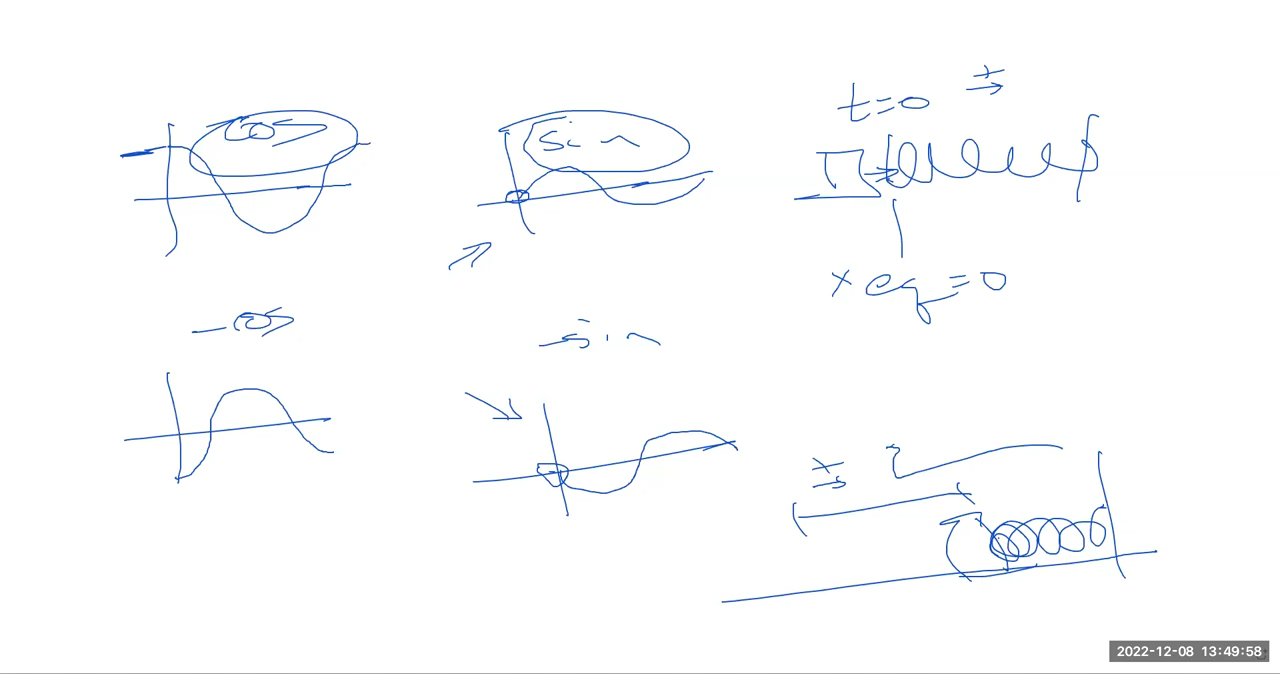 cos
sin
t=0
x
x eq = 0
-cos
-sin
x
2022-12-08 13:49:58